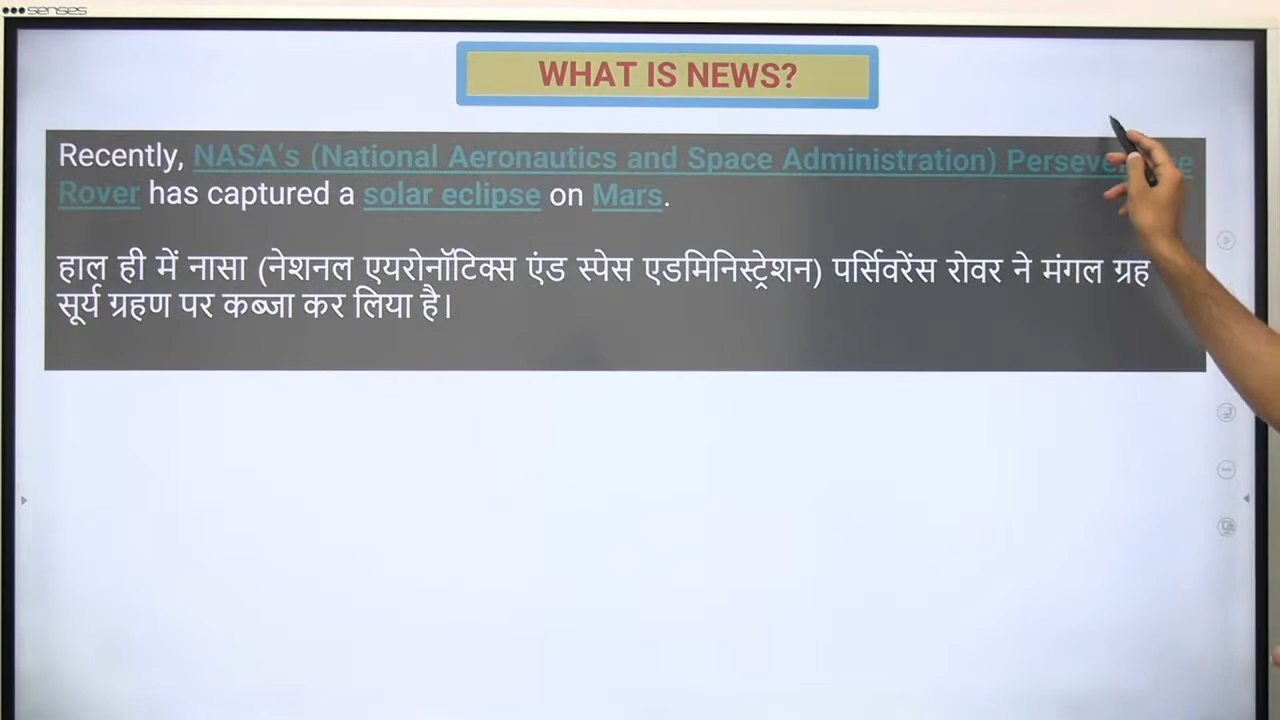 senses
WHAT IS NEWS?
Recently, NASA's (National Aeronautics and Space Administration)
Rover has captured a solar eclipse on Mars.
हाल ही में नासा (नेशनल एयरोनॉटिक्स एंड स्पेस एडमिनिस्ट्रेशन) पर्सिवरेंस रोवर ने मंगल ग्रह
सूर्य ग्रहण पर कब्जा कर लिया है।